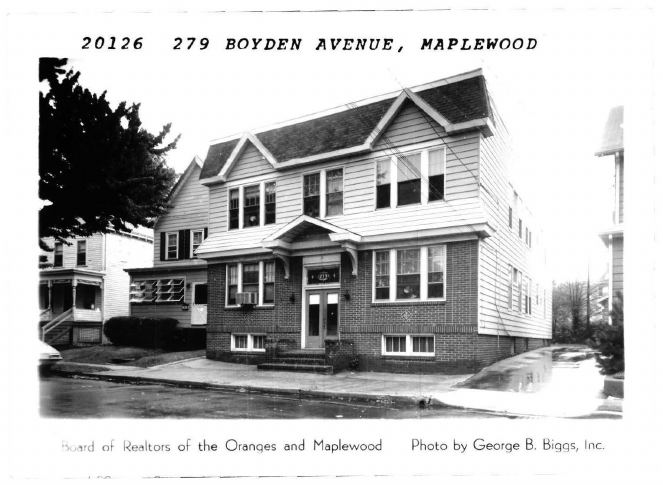 20126 279 BOYDEN AVENUE, MAPLEWOOD
Board of Realtors of the Oranges and Maplewood Photo by George B. Biggs, Inc.